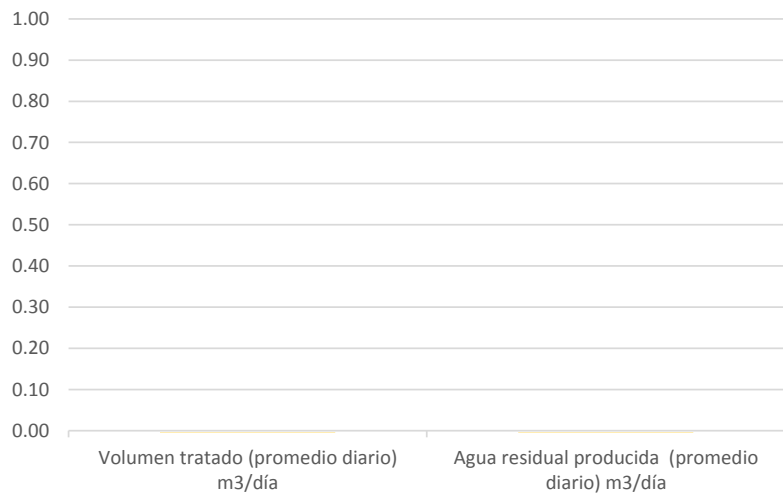 1.00
0.90
0.80
0.70
0.60
0.50
0.40
0.30
0.20
0.10
0.00
Volumen tratado (promedio diario)
m3/día
Agua residual producida  (promedio
diario) m3/día